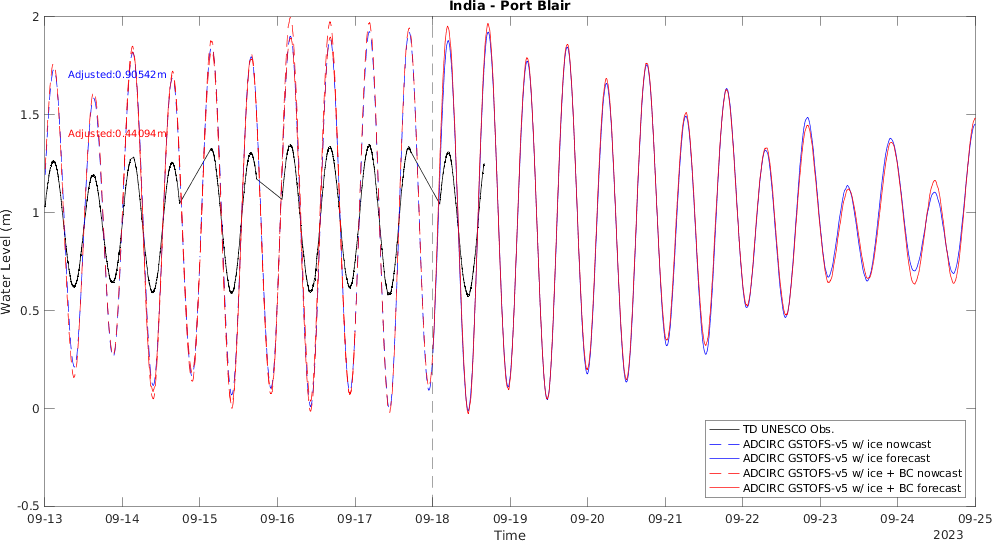 India - Port Blair
Water Level (m)
2
1.5
1
0.5
0
-0.5
Adjusted:0.90542m
Adjusted:0.44094m
TD UNESCO Obs.
ADCIRC GSTOFS-v5 w/ ice nowcast
ADCIRC GSTOFS-v5 w/ ice forecast
ADCIRC GSTOFS-v5 w/ ice + BC nowcast
ADCIRC GSTOFS-v5 w/ ice + BC forecast
09-13 09-14 09-15 09-16 09-17 09-18 09-19 09-20 09-21 09-22 09-23 09-24 09-25
Time
2023